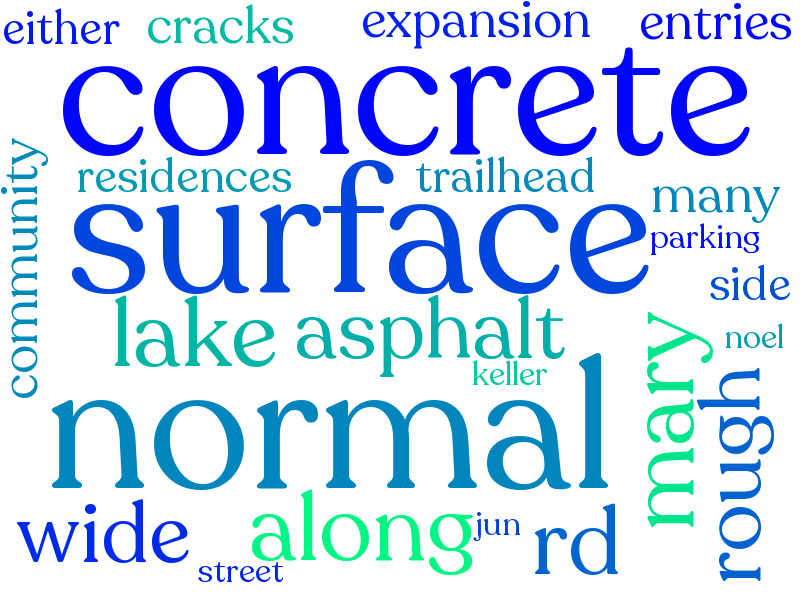 either cracks expansion entries
concrete
residences trailhead many
community
surface
parking
side
lake asphalt
noel
keller
mary
normal
rough
wide along jun rd
street